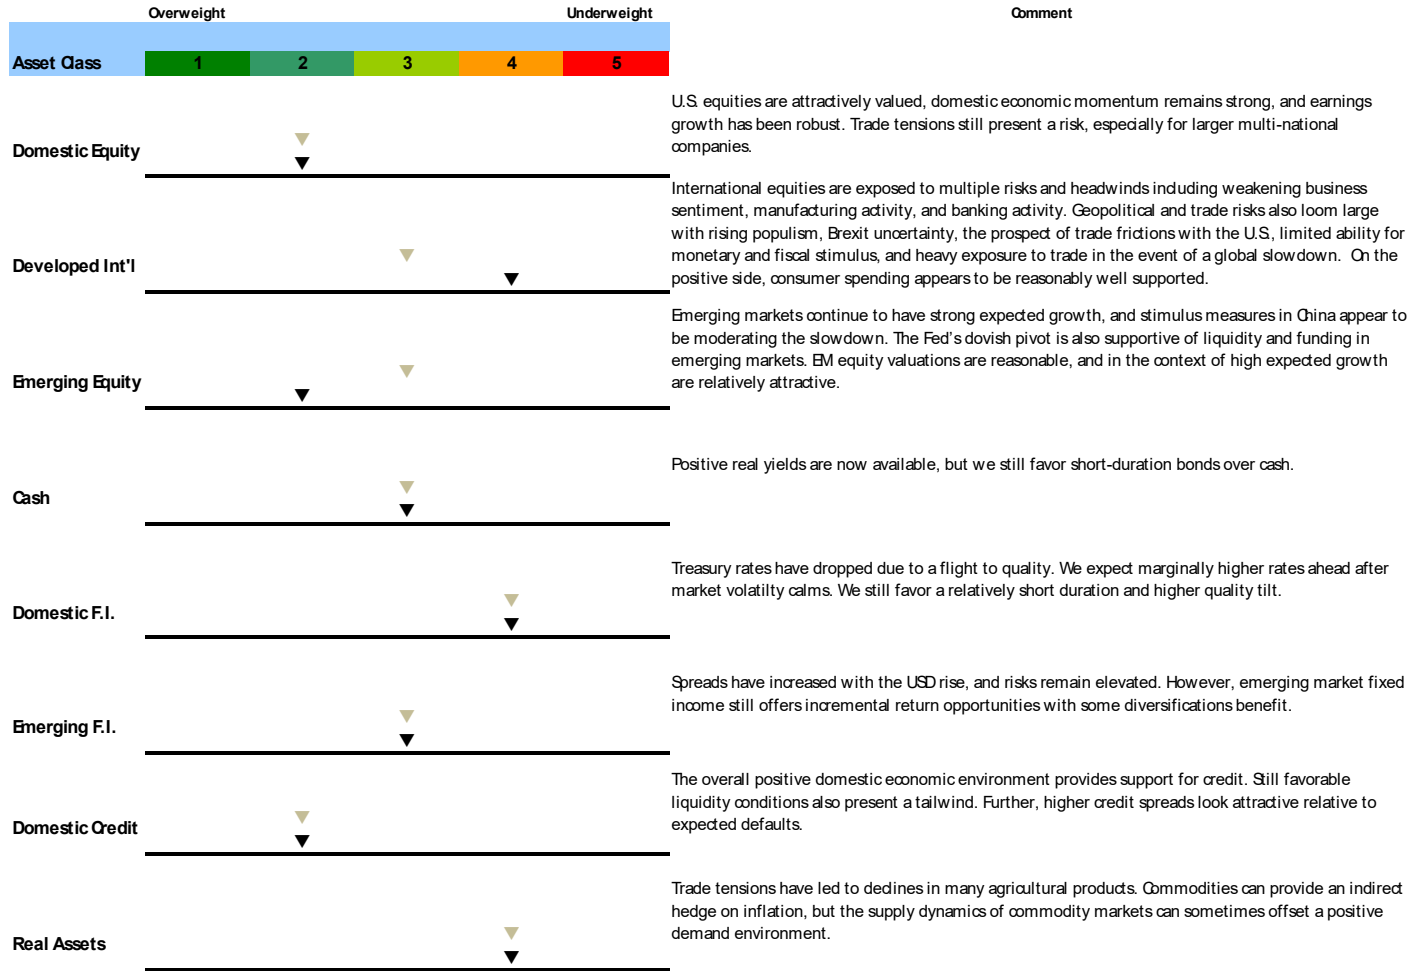 Overweight Underweight Comment
Asset Class 1 2 3 4 5
Domestic Equity
U.S. equities are attractively valued, domestic economic momentum remains strong, and earnings
growth has been robust. Trade tensions still present a risk, especially for larger multi-national
companies.
Developed Int'l
International equities are exposed to multiple risks and headwinds including weakening business
sentiment, manufacturing activity, and banking activity. Geopolitical and trade risks also loom large
with rising populism, Brexit uncertainty, the prospect of trade frictions with the U.S., limited ability for
monetary and fiscal stimulus, and heavy exposure to trade in the event of a global slowdown. On the
positive side, consumer spending appears to be reasonably well supported.
Emerging Equity
Emerging markets continue to have strong expected growth, and stimulus measures in China appear to
be moderating the slowdown. The Fed's dovish pivot is also supportive of liquidity and funding in
emerging markets. EM equity valuations are reasonable, and in the context of high expected growth
are relatively attractive.
Cash
Positive real yields are now available, but we still favor short-duration bonds over cash.
Domestic F.I.
Treasury rates have dropped due to a flight to quality. We expect marginally higher rates ahead after
market volatilty calms. We still favor a relatively short duration and higher quality tilt.
Emerging F.I.
Spreads have increased with the USD rise, and risks remain elevated. However, emerging market fixed
income still offers incremental return opportunities with some diversifications benefit.
Domestic Credit
The overall positive domestic economic environment provides support for credit. Still favorable
liquidity conditions also present a tailwind. Further, higher credit spreads look attractive relative to
expected defaults.
Real Assets
Trade tensions have led to declines in many agricultural products. Commodities can provide an indirect
hedge on inflation, but the supply dynamics of commodity markets can sometimes offset a positive
demand environment.